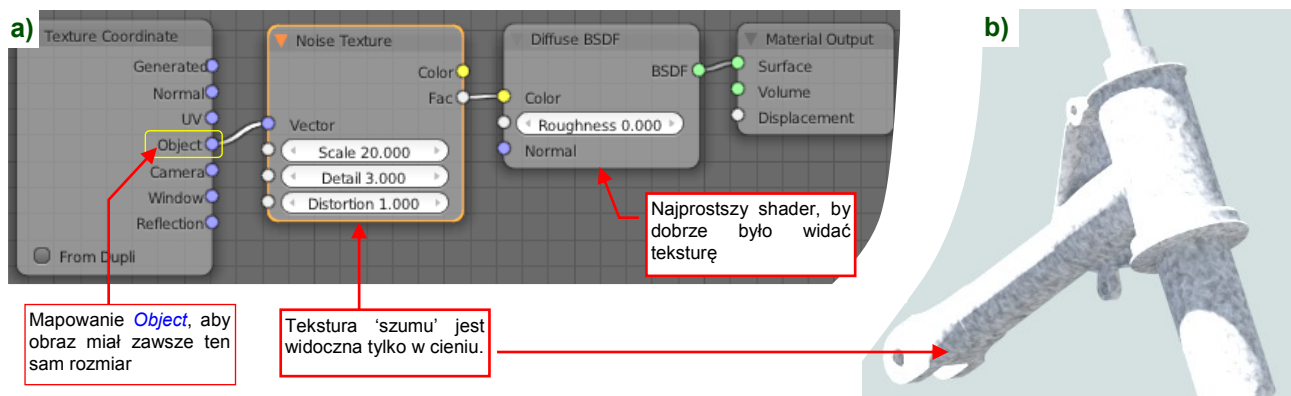 a)
Texture Coordinate
Generated
Normal
UV
Object
Camera
Window
Reflection
From Dupli
Noise Texture
Color
Fac
Vector
Scale 20.000
Detail 3.000
Distortion 1.000
Diffuse BSDF
BSDF
Color
Roughness 0.000
Normal
Material Output
Surface
Volume
Displacement
b)
Najprostszy shader, by
dobrze było widać
teksturę
Mapowanie Object, aby
obraz miał zawsze ten
sam rozmiar
Tekstura ‘szumu’ jest
widoczna tylko w cieniu.